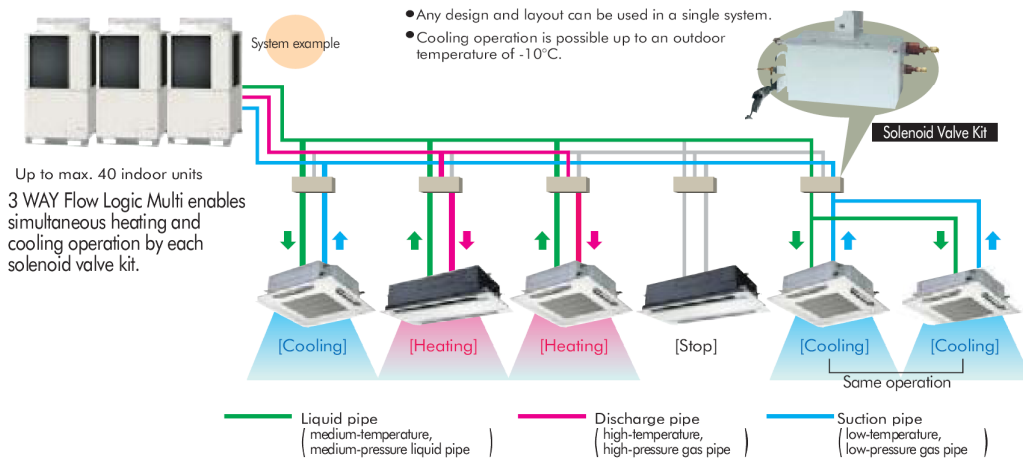 System example
●Any design and layout can be used in a single system.
●Cooling operation is possible up to an outdoor
temperature of -10°C.
Solenoid Valve Kit
Up to max. 40 indoor units
3 WAY Flow Logic Multi enables
simultaneous heating and
cooling operation by each
solenoid valve kit.
[Cooling]
[Heating]
[Heating]
[Stop]
[Cooling]
[Cooling]
Same operation
Liquid pipe
(medium-temperature,
medium-pressure liquid pipe)
Discharge pipe
(high-temperature,
high-pressure gas pipe)
Suction pipe
(low-temperature,
low-pressure gas pipe)